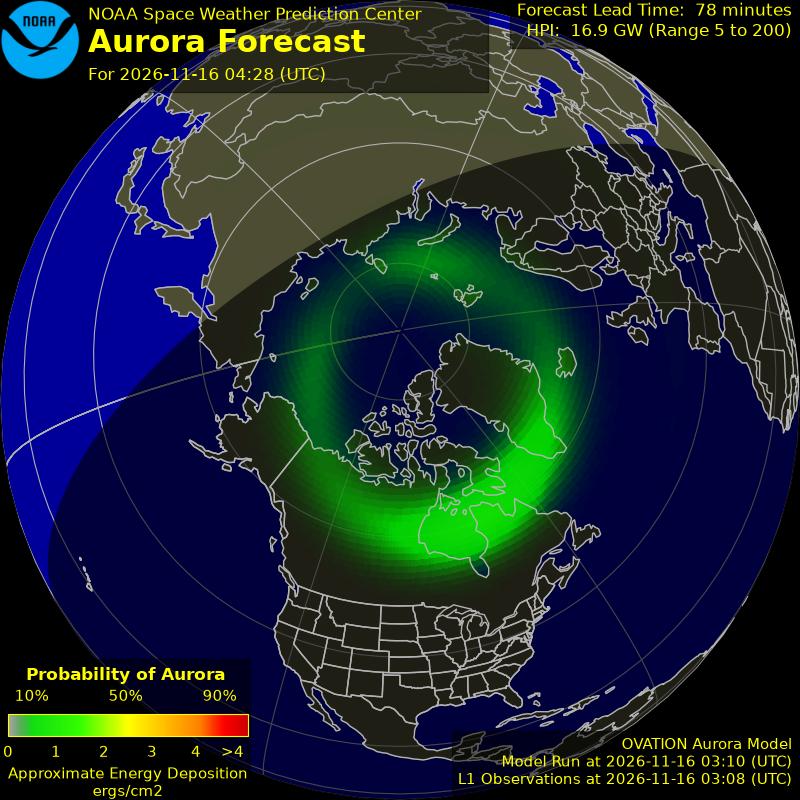 NOAA
NOAA Space Weather Prediction Center
Aurora Forecast
For 2026-11-16 04:28 (UTC)
Forecast Lead Time: 78 minutes
HPI: 16.9 GW (Range 5 to 200)
Probability of Aurora
10% 50% 90%
0 1 2 3 4 >4
Approximate Energy Deposition
ergs/cm2
OVATION Aurora Model
Model Run at 2026-11-16 03:10 (UTC)
L1 Observations at 2026-11-16 03:08 (UTC)